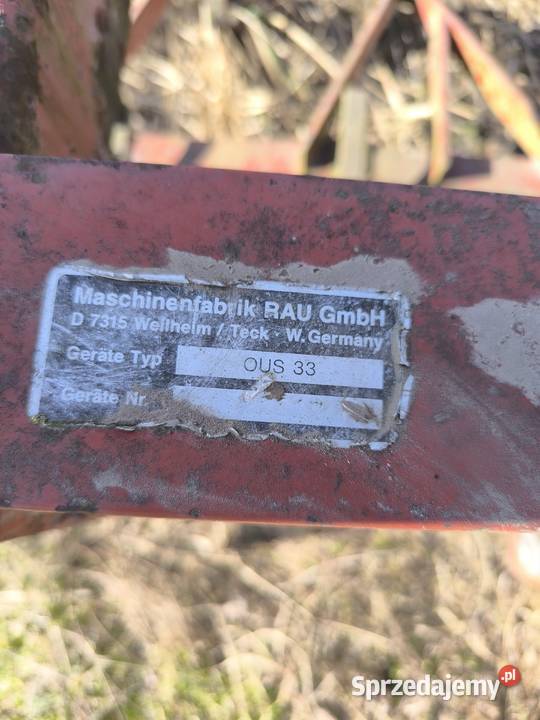 Maschinenfabrik RAU GmbH
D 7315 Weilheim / Teck · W. Germany
Geräte Typ OUS 33
Geräte Nr
Sprzedajemy.pl